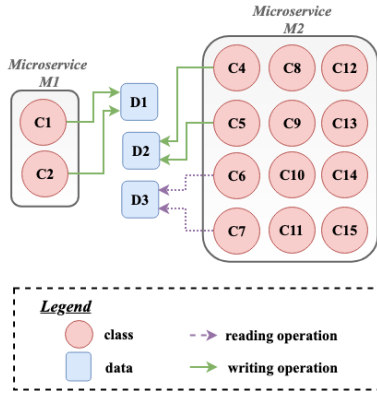 Microservice
M2
Microservice
M1
C1
C2
D1
D2
D3
C4 C8 C12
C5 C9 C13
C6 C10 C14
C7 C11 C15
Legend
class
data
reading operation
writing operation